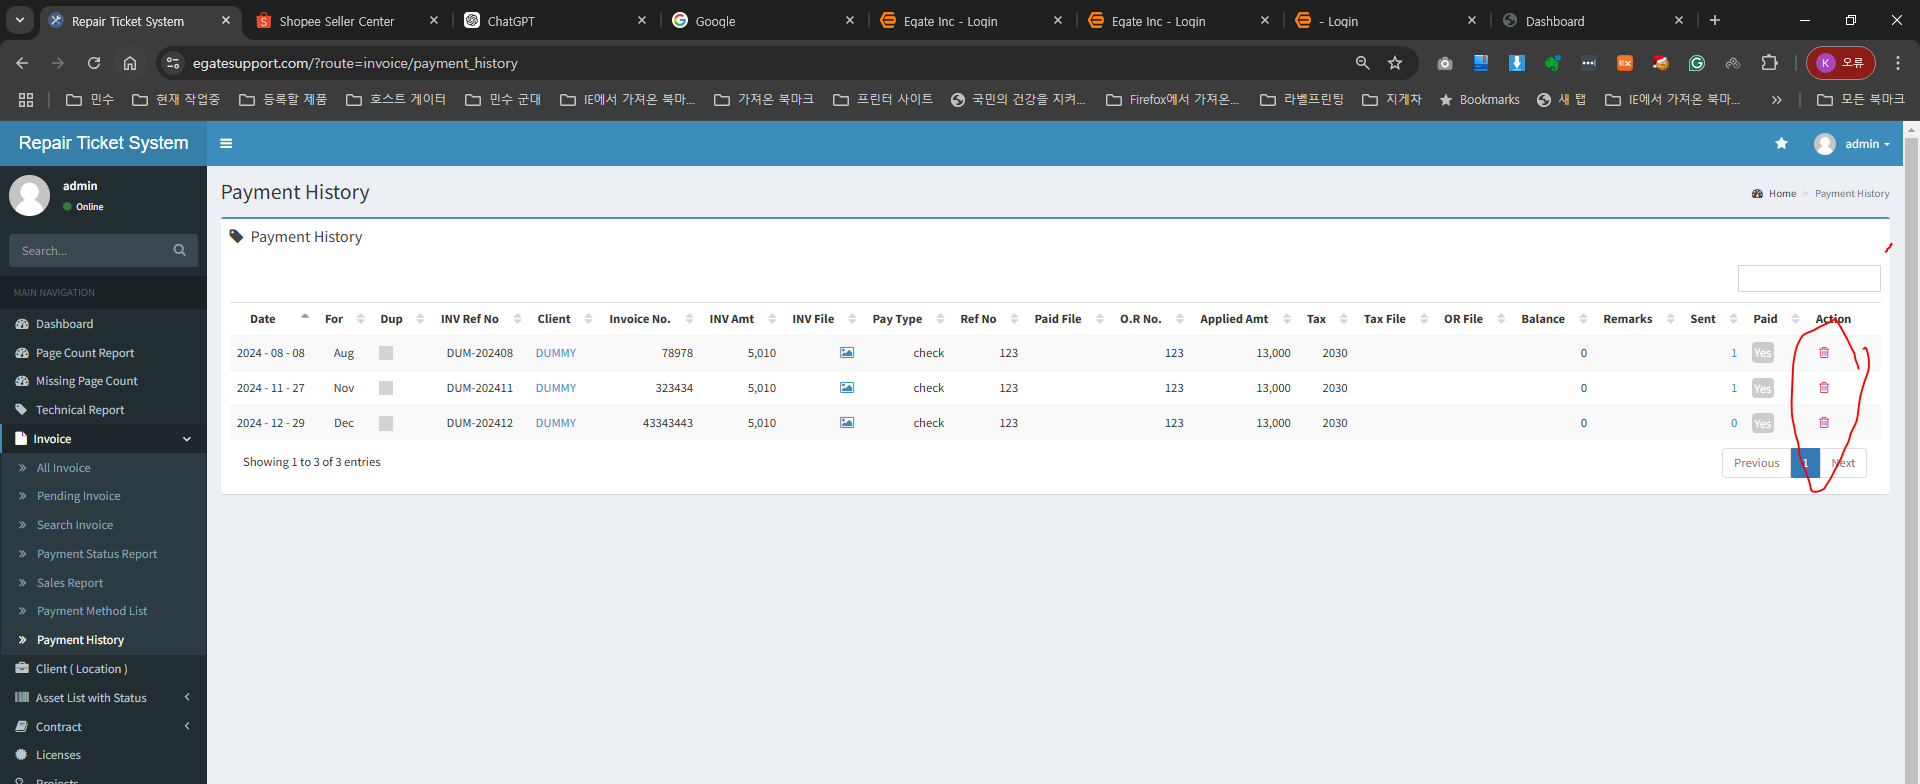 Repair Ticket System
Shopee Seller Center
ChatGPT
Google
Egate Inc - Login
Egate Inc - Login
- Login
Dashboard
egatesupport.com/?route=invoice/payment_history
K 오류
민수
현재 작업중
등록할 제품
호스트 게이터
민수 군대
IE에서 가져온 북마...
가져온 북마크
프린터 사이트
국민의 건강을 지켜...
Firefox에서 가져온...
라벨프린팅
지게차
Bookmarks
새 탭
IE에서 가져온 북마...
모든 북마크
Repair Ticket System
admin
admin
Online
Search...
MAIN NAVIGATION
Dashboard
Page Count Report
Missing Page Count
Technical Report
Invoice
All Invoice
Pending Invoice
Search Invoice
Payment Status Report
Sales Report
Payment Method List
Payment History
Client ( Location )
Asset List with Status
Contract
Licenses
Projects
Payment History
Home > Payment History
Payment History
Date For Dup INV Ref No Client Invoice No. INV Amt INV File Pay Type Ref No Paid File O.R No. Applied Amt Tax Tax File OR File Balance Remarks Sent Paid Action
2024 - 08 - 08 Aug DUM-202408 DUMMY 78978 5,010 check 123 123 13,000 2030 0 1 Yes
2024 - 11 - 27 Nov DUM-202411 DUMMY 323434 5,010 check 123 123 13,000 2030 0 1 Yes
2024 - 12 - 29 Dec DUM-202412 DUMMY 43343443 5,010 check 123 123 13,000 2030 0 0 Yes
Showing 1 to 3 of 3 entries
Previous 1 Next